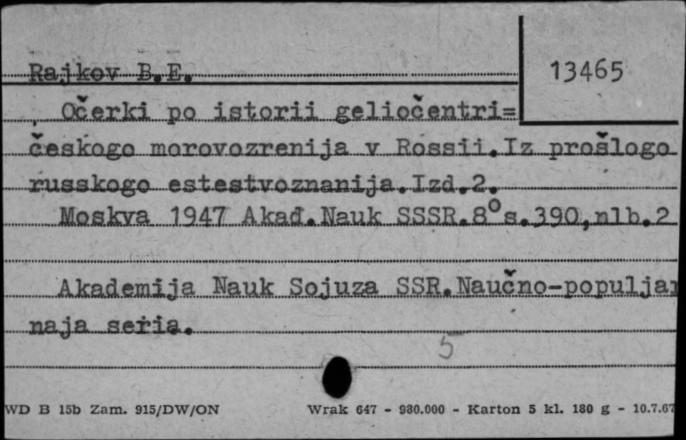 Rajkov B.E.
13465
Očerki po istorii geliočentri=
českogo morovozrenija v Rossii.Iz prošlogo
russkogo estestvoznanija.Izd.2.
Moskva 1947 Akad.Nauk SSSR.8° s.390,nlb.2
Akademija Nauk Sojuza SSR.Naučno-populja
naja seria.
5
WD B 15b Zam. 915/DW/ON Wrak 647 - 980.000 - Karton 5 kl. 180 g - 10.7.67